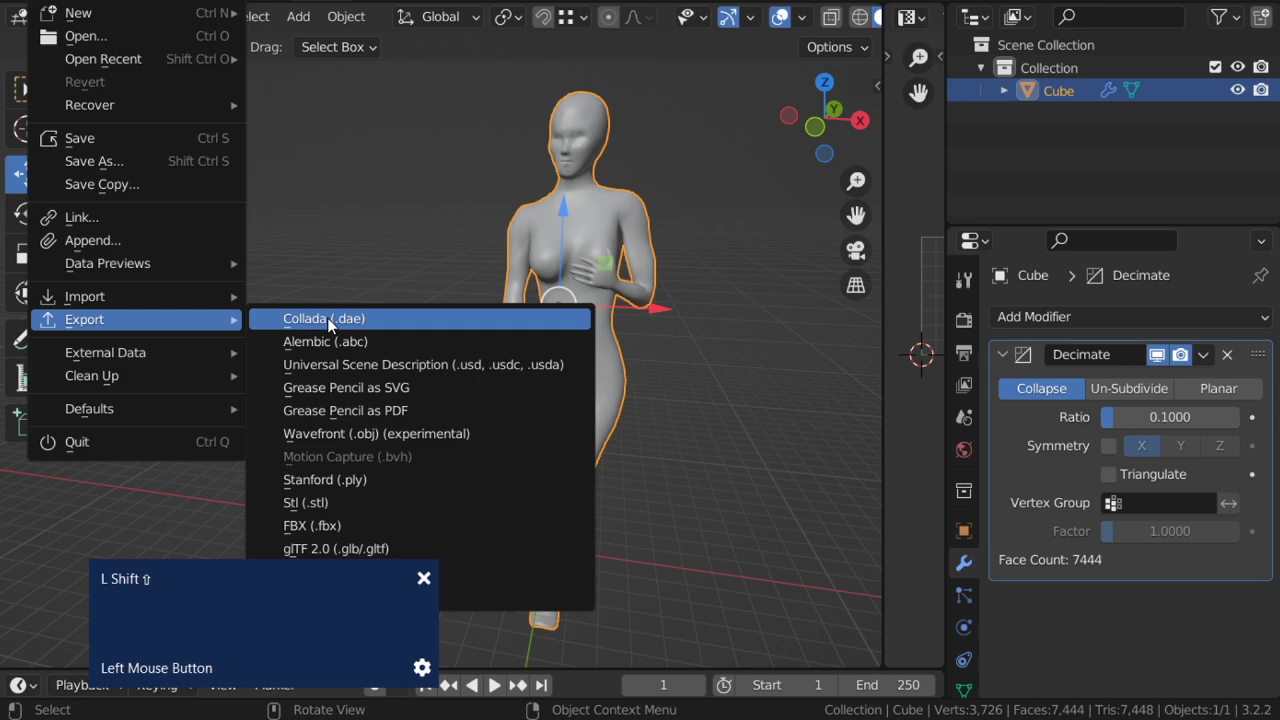 New Ctrl N
Open... Ctrl O
Open Recent Shift Ctrl O
Revert
Recover
Save Ctrl S
Save As... Shift Ctrl S
Save Copy...
Link...
Append...
Data Previews
Import
Export
External Data
Clean Up
Defaults
Quit Ctrl Q
Add Object
Global
Drag: Select Box
Options
Collada (.dae)
Alembic (.abc)
Universal Scene Description (.usd, .usdc, .usda)
Grease Pencil as SVG
Grease Pencil as PDF
Wavefront (.obj) (experimental)
Motion Capture (.bvh)
Stanford (.ply)
Stl (.stl)
FBX (.fbx)
glTF 2.0 (.glb/.gltf)
Z
Y
X
L Shift ⇧
Left Mouse Button
Scene Collection
Collection
Cube
Cube > Decimate
Add Modifier
Decimate
Collapse Un-Subdivide Planar
Ratio 0.1000
Symmetry X Y Z
Triangulate
Vertex Group
Factor 1.0000
Face Count: 7444
Playback
1
Start 1
End 250
Select
Rotate View
Object Context Menu
Collection | Cube | Verts:3,726 | Faces:7,444 | Tris:7,448 | Objects:1/1 | 3.2.2